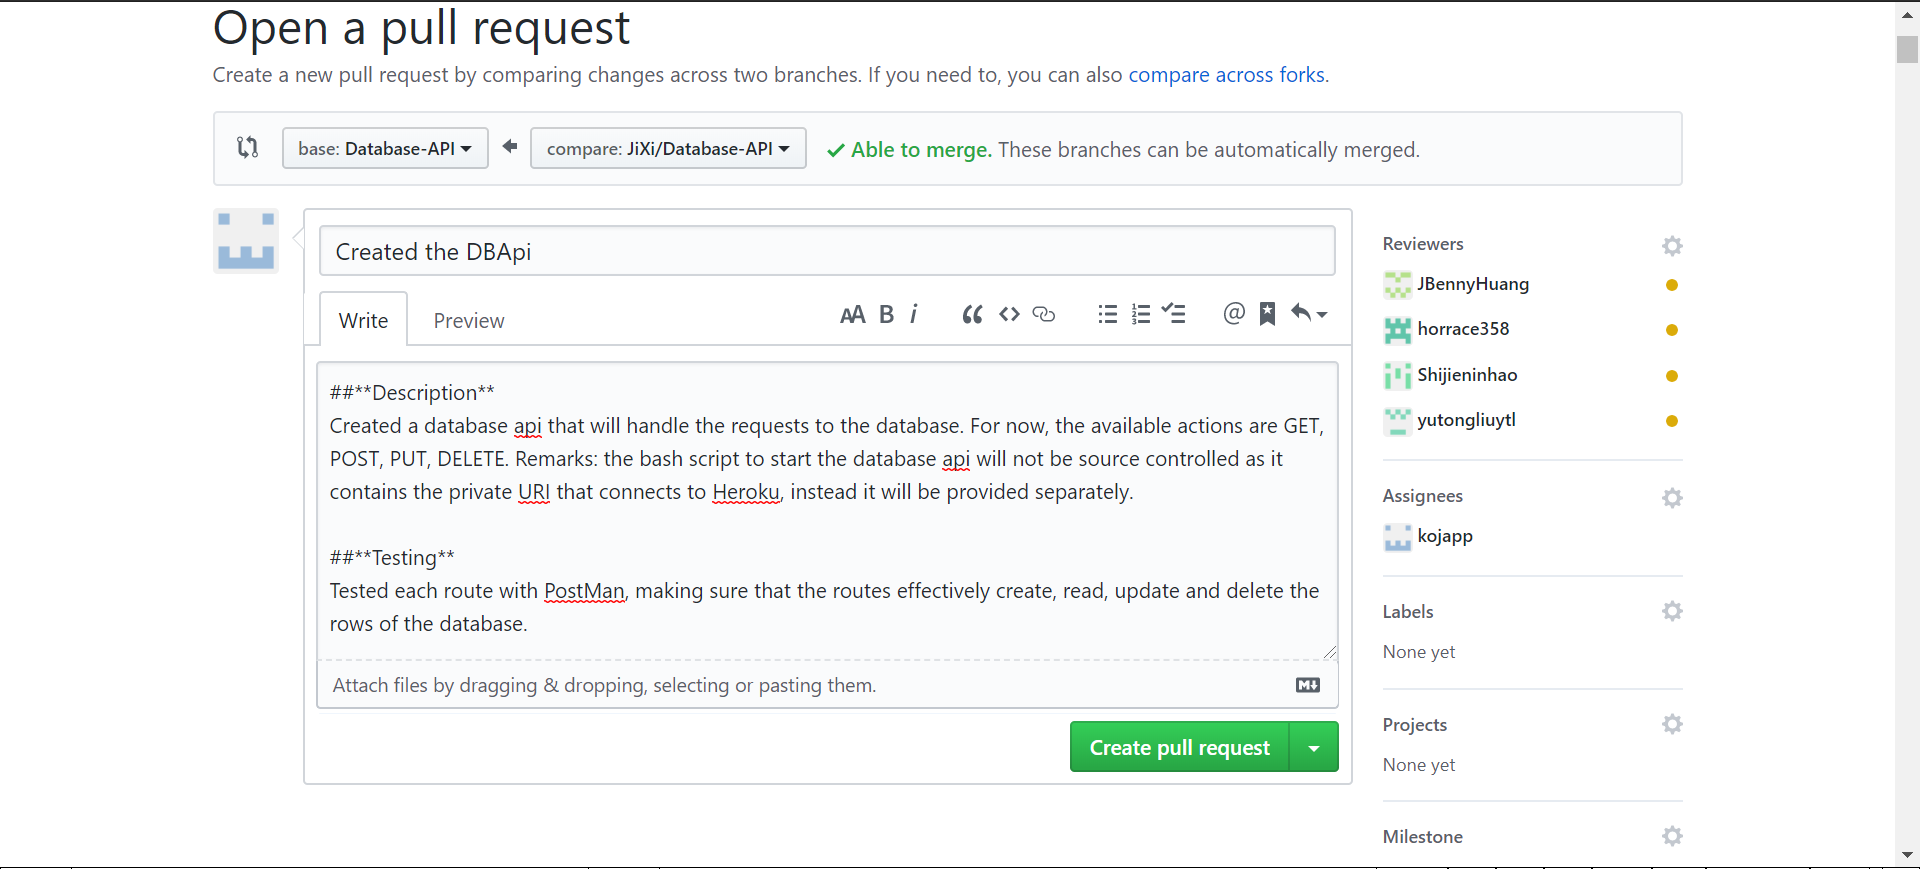 Open a pull request
Create a new pull request by comparing changes across two branches. If you need to, you can also compare across forks.
base: Database-API
compare: JiXi/Database-API
Able to merge. These branches can be automatically merged.
Created the DBApi
Write
Preview
AA B i
##**Description**
Created a database api that will handle the requests to the database. For now, the available actions are GET,
POST, PUT, DELETE. Remarks: the bash script to start the database api will not be source controlled as it
contains the private URI that connects to Heroku, instead it will be provided separately.
##**Testing**
Tested each route with PostMan, making sure that the routes effectively create, read, update and delete the
rows of the database.
Attach files by dragging & dropping, selecting or pasting them.
Create pull request
Reviewers
JBennyHuang
horrace358
Shijieninhao
yutongliuytl
Assignees
kojapp
Labels
None yet
Projects
None yet
Milestone